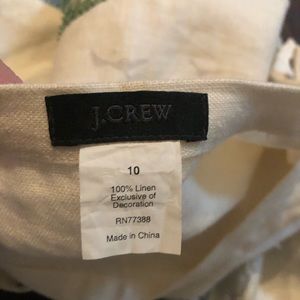 J.CREW
10
100% Linen
Exclusive of
Decoration
RN77388
Made in China